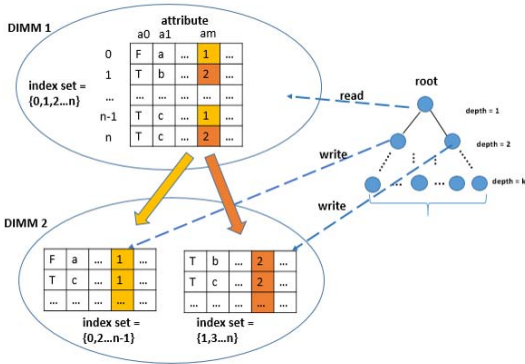 DIMM 1
attribute
a0 a1 am
0 F a ... 1 ...
1 T b ... 2 ...
... ... ... ... ... ...
n-1 T c ... 1 ...
n T c ... 2 ...
index set =
{0,1,2...n}
read
root
depth = 1
write
depth = 2
... ...
depth = k
write
DIMM 2
F a ... 1 ...
T c ... 1 ...
... ... ... ... ...
index set =
{0,2...n-1}
T b ... 2 ...
T c ... 2 ...
... ... ... ... ...
index set =
{1,3...n}